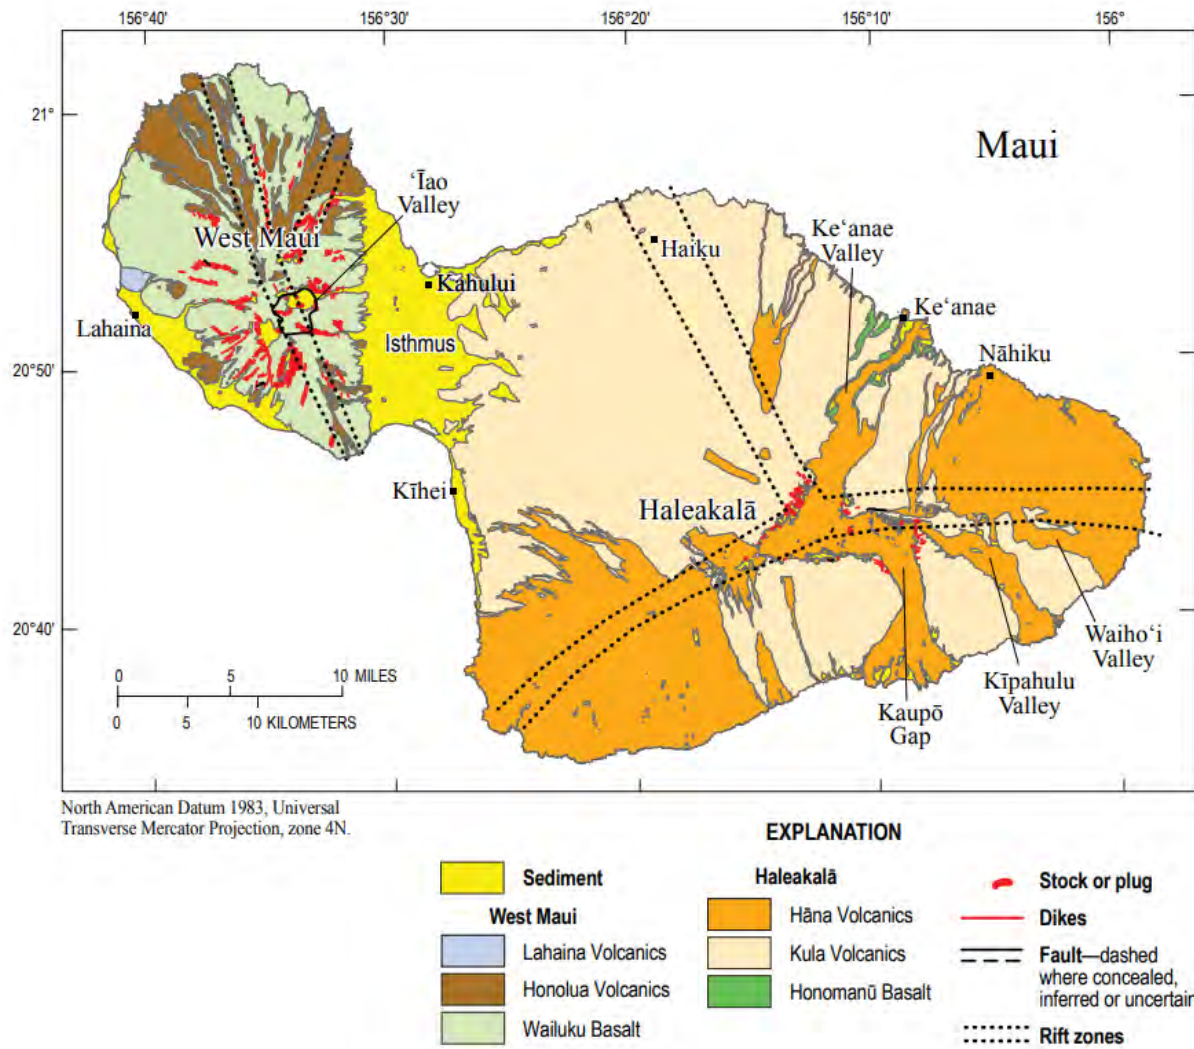 156°40'
156°30'
156°20'
156°10'
156°
21°
20°50'
20°40'
Maui
ʻĪao
Valley
West Maui
Keʻanae
Valley
Haiku
Kahului
Keʻanae
Lahaina
Isthmus
Nāhiku
Kīhei
Haleakalā
Waihoʻi
Valley
Kīpahulu
Valley
Kaupō
Gap
0 5 10 MILES
0 5 10 KILOMETERS
North American Datum 1983, Universal
Transverse Mercator Projection, zone 4N.
EXPLANATION
Sediment
West Maui
Lahaina Volcanics
Honolua Volcanics
Wailuku Basalt
Haleakalā
Hāna Volcanics
Kula Volcanics
Honomanū Basalt
Stock or plug
Dikes
Fault—dashed
where concealed,
inferred or uncertain
Rift zones